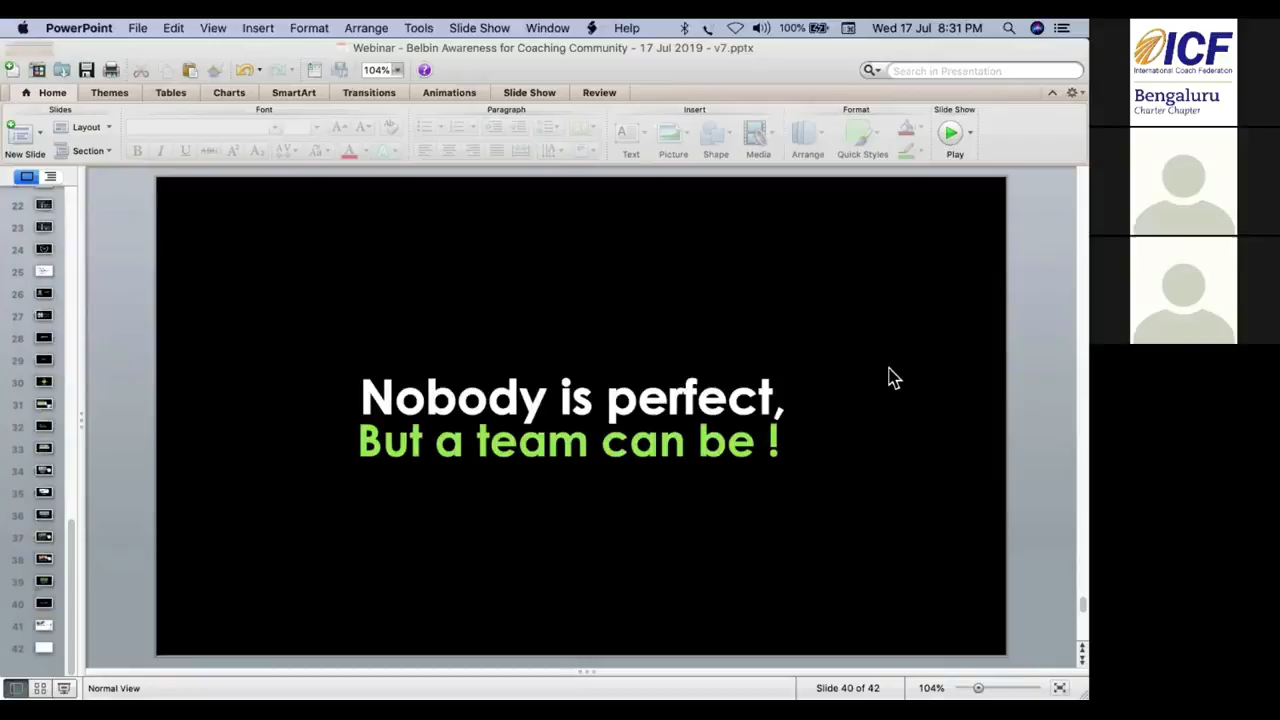 PowerPoint File Edit View Insert Format Arrange Tools Slide Show Window Help 100% Wed 17 Jul 8:31 PM
Webinar - Belbin Awareness for Coaching Community - 17 Jul 2019 - v7.pptx
104% Search in Presentation
Home Themes Tables Charts SmartArt Transitions Animations Slide Show Review
Slides Font Paragraph Insert Format Slide Show
Layout
New Slide Section Text Picture Shape Media Arrange Quick Styles Play
B I U ABC A² A₂ AV Aa A A
22
23
24
25
26
27
28
29
30
31
32
33
34
35
36
37
38
39
40
41
42
Nobody is perfect,
But a team can be !
Normal View Slide 40 of 42 104%
ICF
International Coach Federation
Bengaluru
Charter Chapter